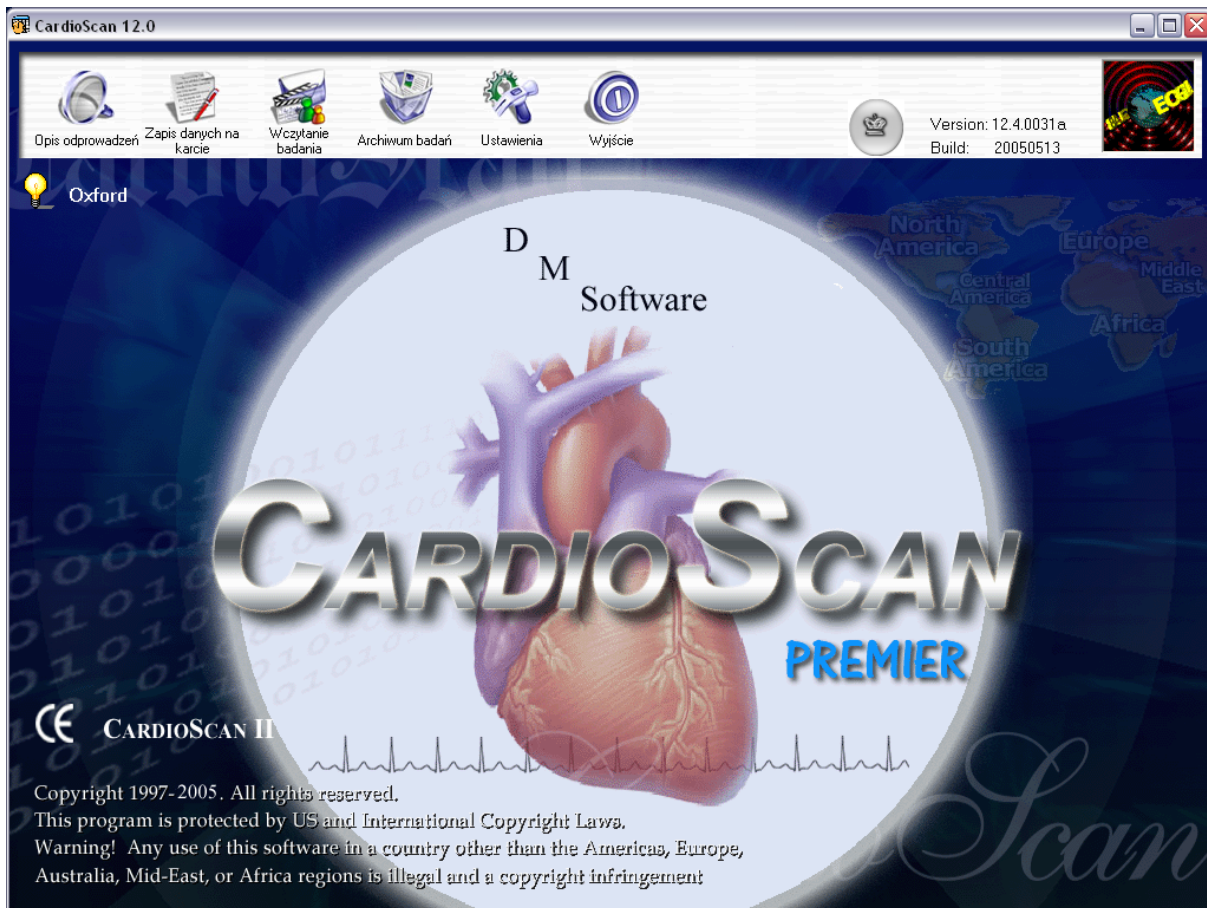 CardioScan 12.0
Opis odprowadzeń
Zapis danych na
karcie
Wczytanie
badania
Archiwum badań
Ustawienia
Wyjście
Version: 12.4.0031a
Build: 20050513
ECG!
CardioScan
Oxford
D
M
Software
North
America
Europe
Middle
East
Central
America
Africa
South
America
CARDIOSCAN
PREMIER
CE CARDIOSCAN II
Copyright 1997-2005. All rights reserved.
This program is protected by US and International Copyright Laws.
Warning! Any use of this software in a country other than the Americas, Europe,
Australia, Mid-East, or Africa regions is illegal and a copyright infringement
Scan